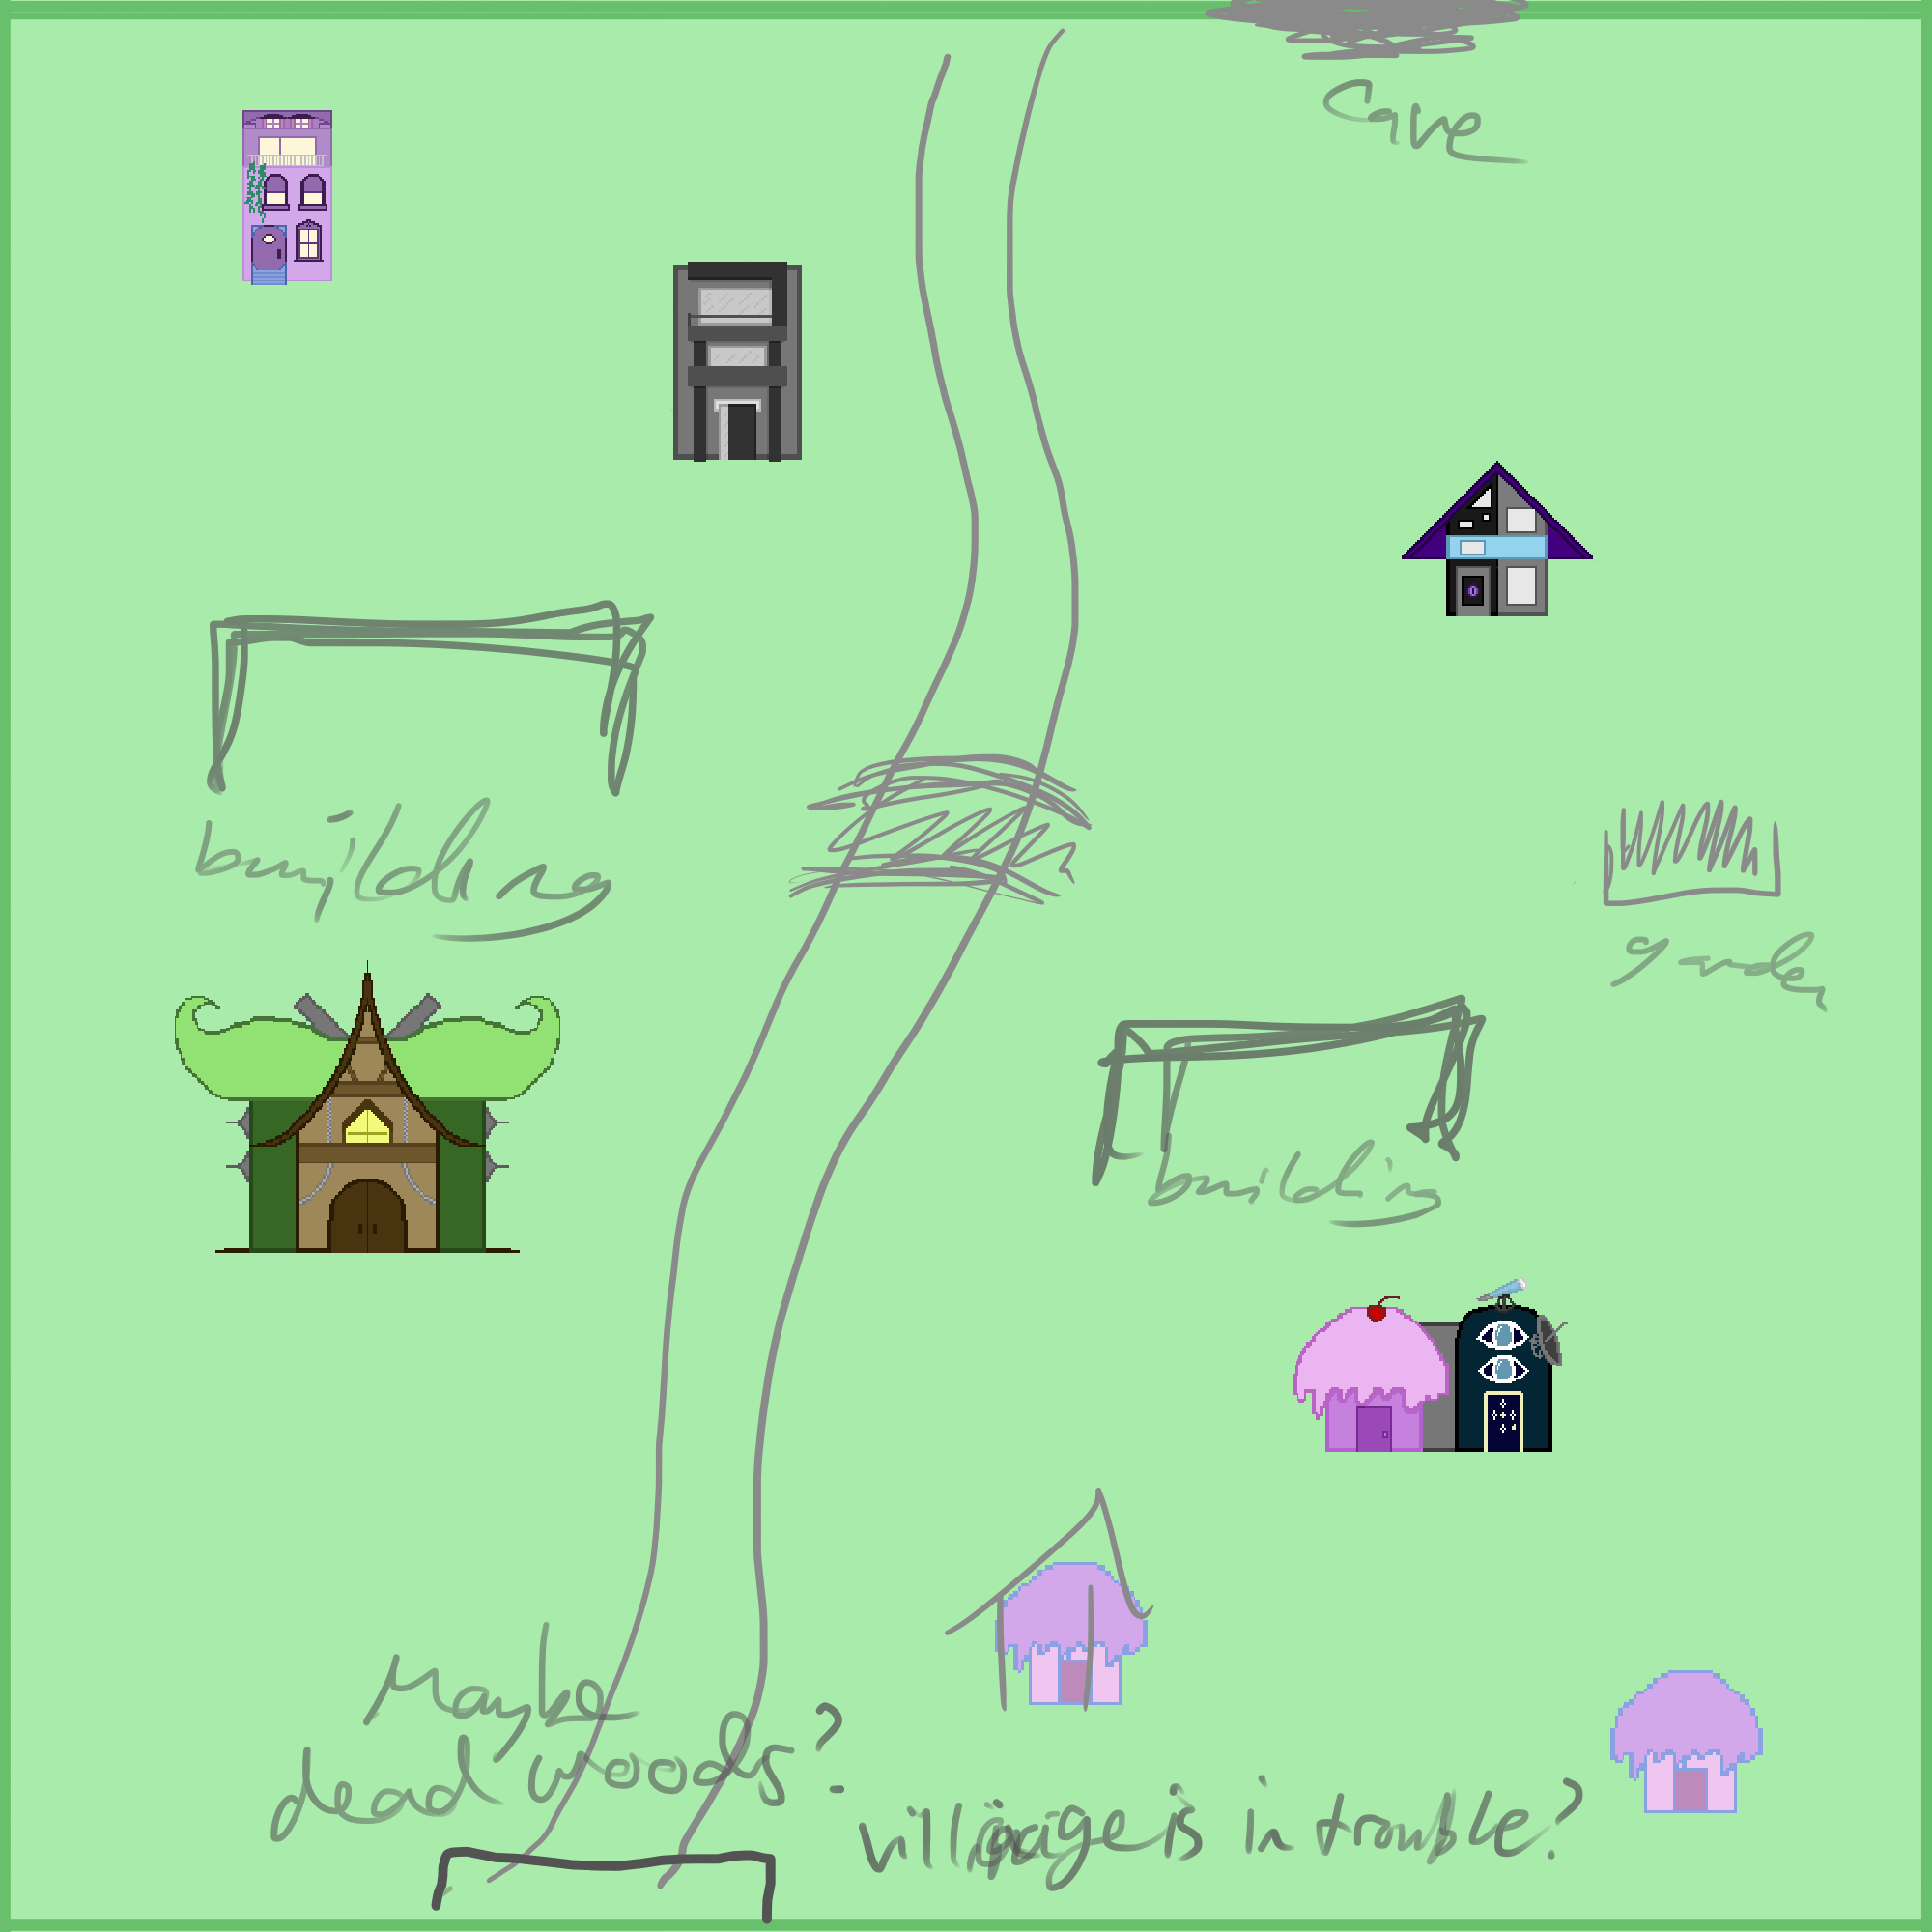 Cave
building
garden
building
Maybe
dead woods?
village is in trouble?